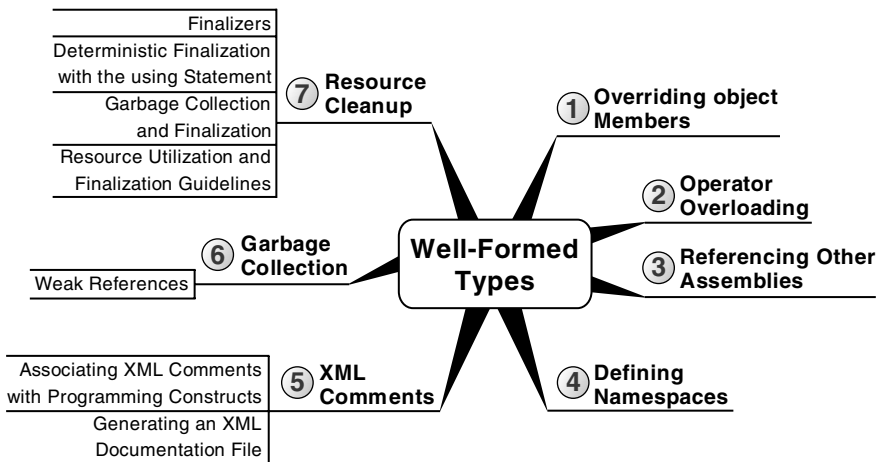 Well-Formed
Types
1 Overriding object
Members
2 Operator
Overloading
3 Referencing Other
Assemblies
4 Defining
Namespaces
5 XML
Comments
Associating XML Comments
with Programming Constructs
Generating an XML
Documentation File
6 Garbage
Collection
Weak References
7 Resource
Cleanup
Finalizers
Deterministic Finalization
with the using Statement
Garbage Collection
and Finalization
Resource Utilization and
Finalization Guidelines